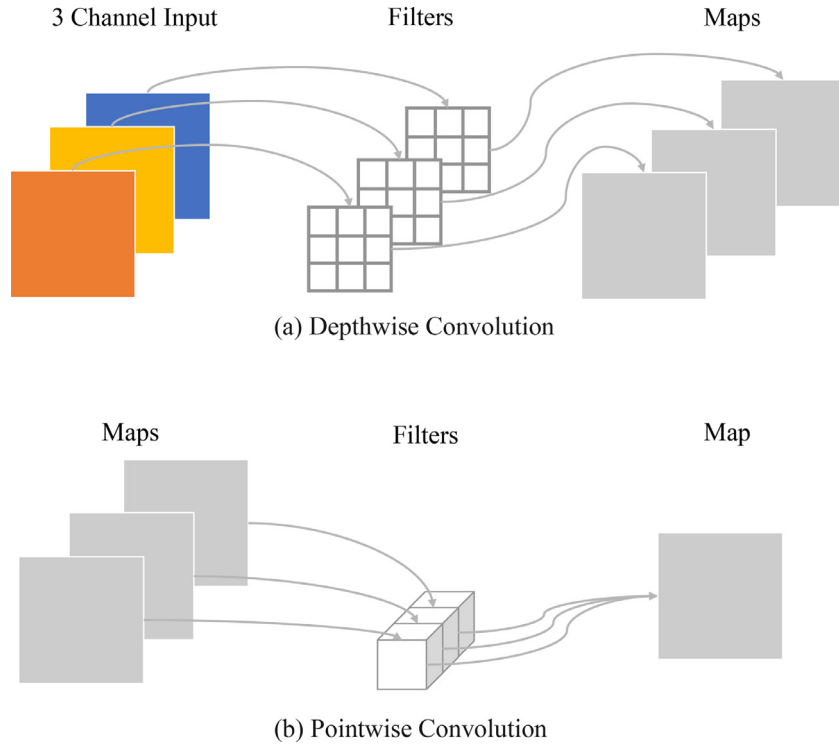 3 Channel Input
Filters
Maps
(a) Depthwise Convolution
Maps
Filters
Map
(b) Pointwise Convolution